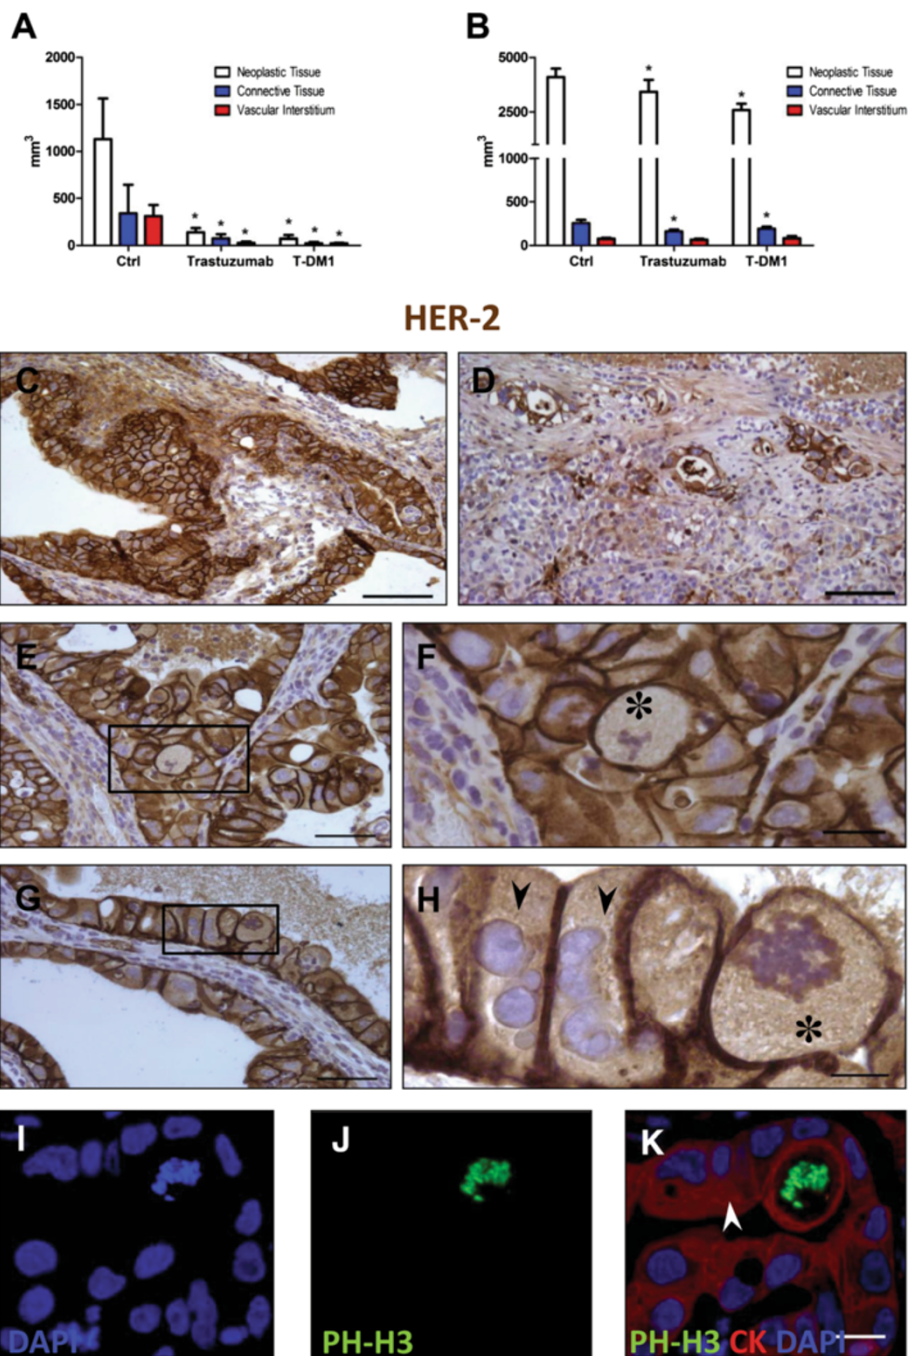 A
B
2000
1500
1000
500
0
mm3
Neoplastic Tissue
Connective Tissue
Vascular Interstitium
* * * * * *
Ctrl Trastuzumab T-DM1
5000
2500
1000
500
0
mm3
Neoplastic Tissue
Connective Tissue
Vascular Interstitium
* * * *
Ctrl Trastuzumab T-DM1
HER-2
C
D
E
F
*
G
H
*
I
DAPI
J
PH-H3
K
PH-H3 CK DAPI